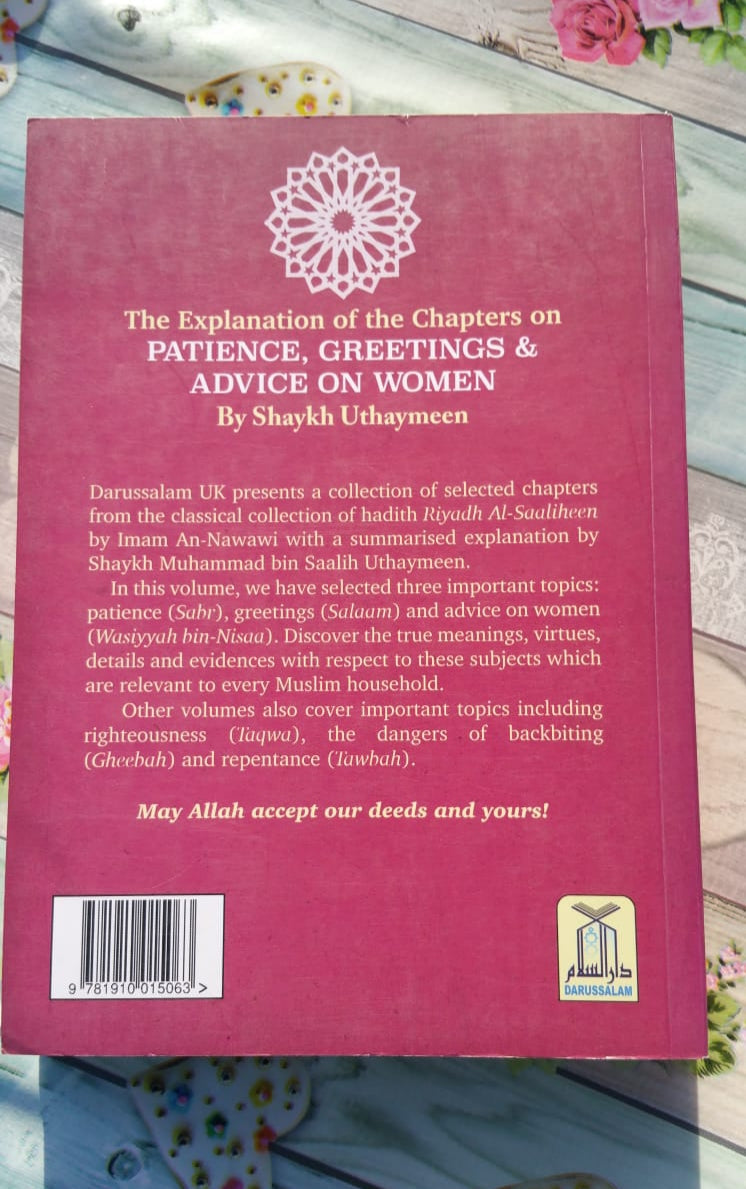 The Explanation of the Chapters on
PATIENCE, GREETINGS &
ADVICE ON WOMEN
By Shaykh Uthaymeen
Darussalam UK presents a collection of selected chapters
from the classical collection of hadith Riyadh Al-Saaliheen
by Imam An-Nawawi with a summarised explanation by
Shaykh Muhammad bin Saalih Uthaymeen.
In this volume, we have selected three important topics:
patience (Sabr), greetings (Salaam) and advice on women
(Wasiyyah bin-Nisaa). Discover the true meanings, virtues,
details and evidences with respect to these subjects which
are relevant to every Muslim household.
Other volumes also cover important topics including
righteousness (Taqwa), the dangers of backbiting
(Gheebah) and repentance (Tawbah).
May Allah accept our deeds and yours!
9 781910 015063 >
دارالسلام
DARUSSALAM